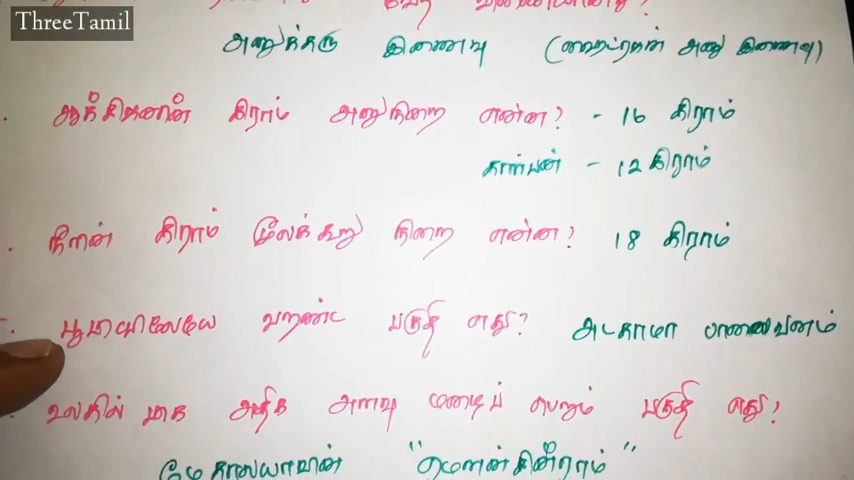 ThreeTamil
அணுக்கரு இணைவு (ஹைட்ரஜன் அணு இணைவு)
ஆக்சிஜனின் கிராம் அணுநிறை என்ன? - 16 கிராம்
கார்பன் - 12 கிராம்
நீரின் கிராம் மூலக்கூறு நிறை என்ன? 18 கிராம்
பூமியிலேயே வறண்ட பகுதி எது? அடகாமா பாலைவனம்
உலகில் மிக அதிக அளவு மழைப் பெறும் பகுதி எது?
மேகாலயாவின் "மௌசின்ராம்"